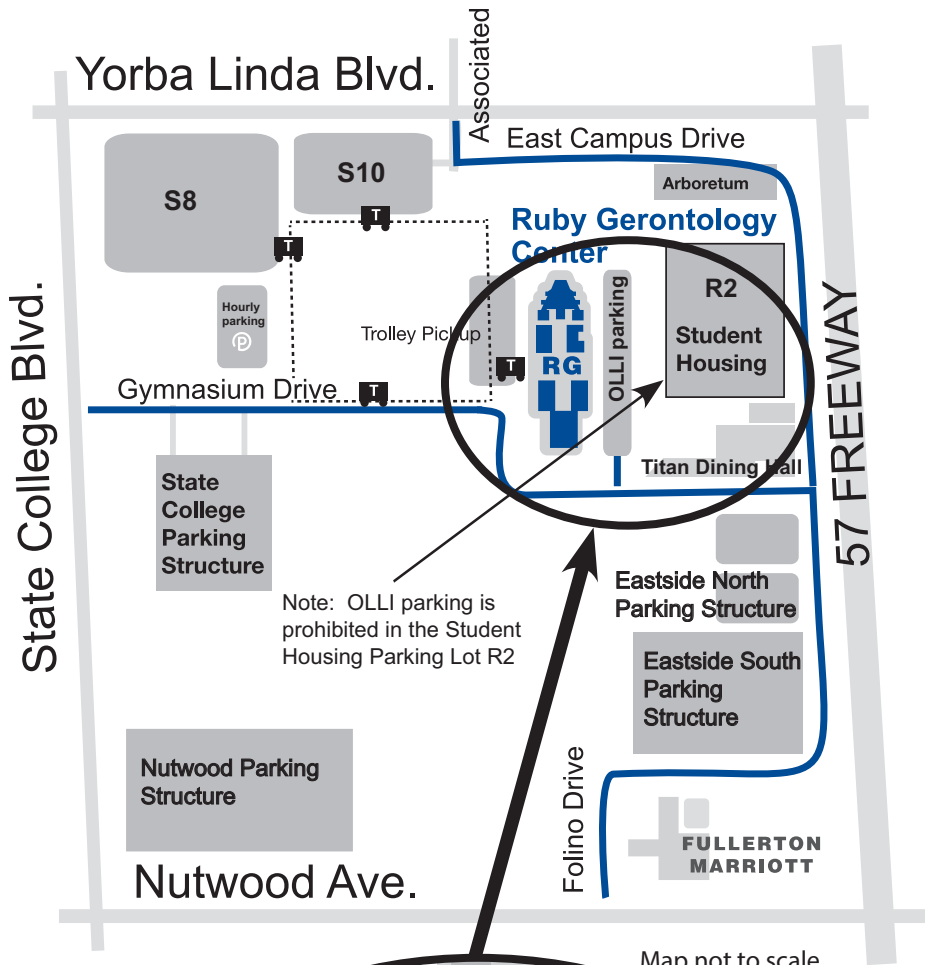 Yorba Linda Blvd.
Associated
East Campus Drive
S8
S10
Arboretum
T
T
Ruby Gerontology
Center
R2
Student
Housing
Hourly
parking
P
Trolley Pickup
T
RG
OLLI parking
State College Blvd.
57 FREEWAY
Gymnasium Drive
T
Titan Dining Hall
State
College
Parking
Structure
Note: OLLI parking is
prohibited in the Student
Housing Parking Lot R2
Eastside North
Parking Structure
Eastside South
Parking
Structure
Nutwood Parking
Structure
Folino Drive
FULLERTON
MARRIOTT
Nutwood Ave.
Map not to scale